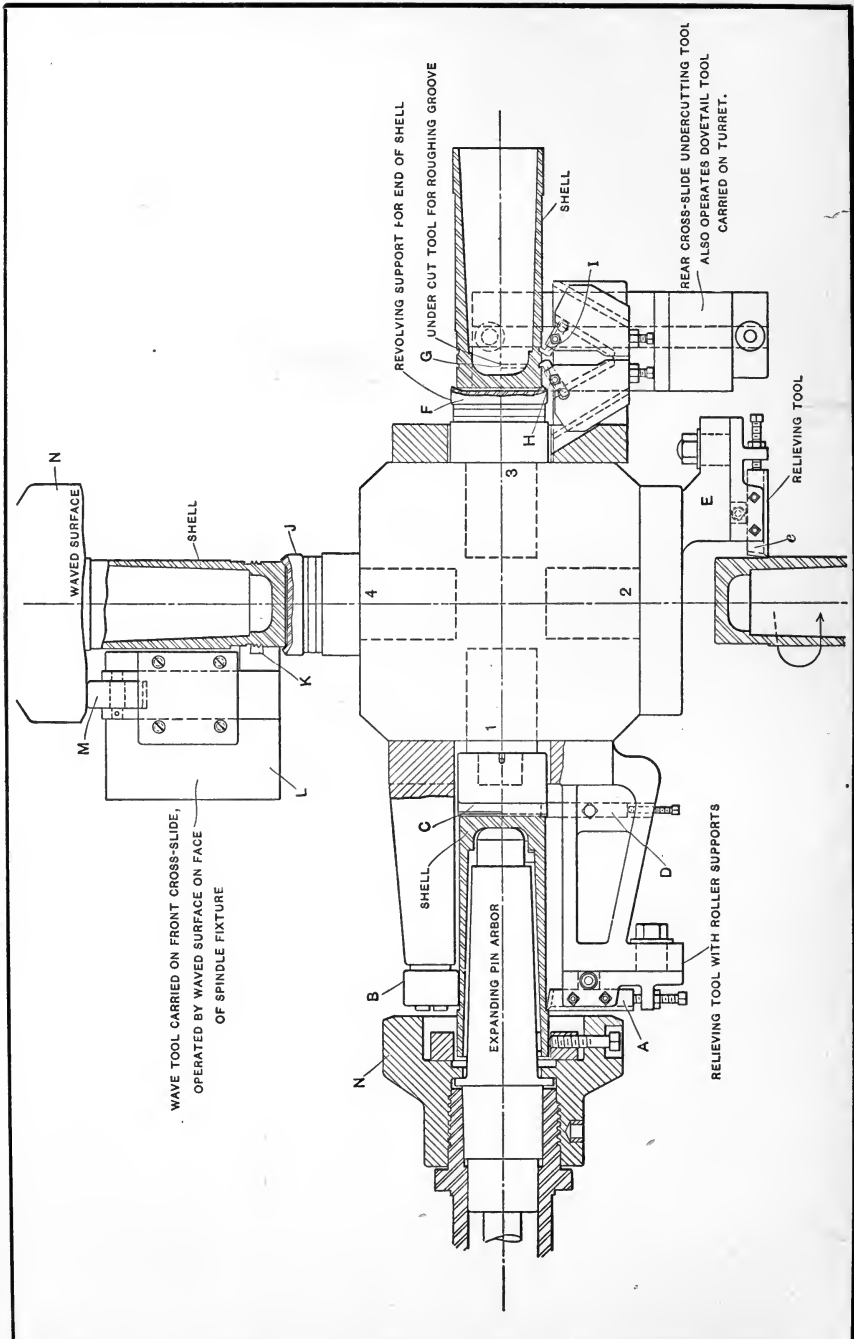 WAVE TOOL CARRIED ON FRONT CROSS-SLIDE,
OPERATED BY WAVED SURFACE ON FACE
OF SPINDLE FIXTURE
N
WAVED SURFACE
SHELL
M
L
K
J
4
REVOLVING SUPPORT FOR END OF SHELL
UNDER CUT TOOL FOR ROUGHING GROOVE
G
F
SHELL
I
H
3
REAR CROSS-SLIDE UNDERCUTTING TOOL
ALSO OPERATES DOVETAIL TOOL
CARRIED ON TURRET.
E
e
RELIEVING TOOL
2
1
C
SHELL
D
B
EXPANDING PIN ARBOR
N
A
RELIEVING TOOL WITH ROLLER SUPPORTS